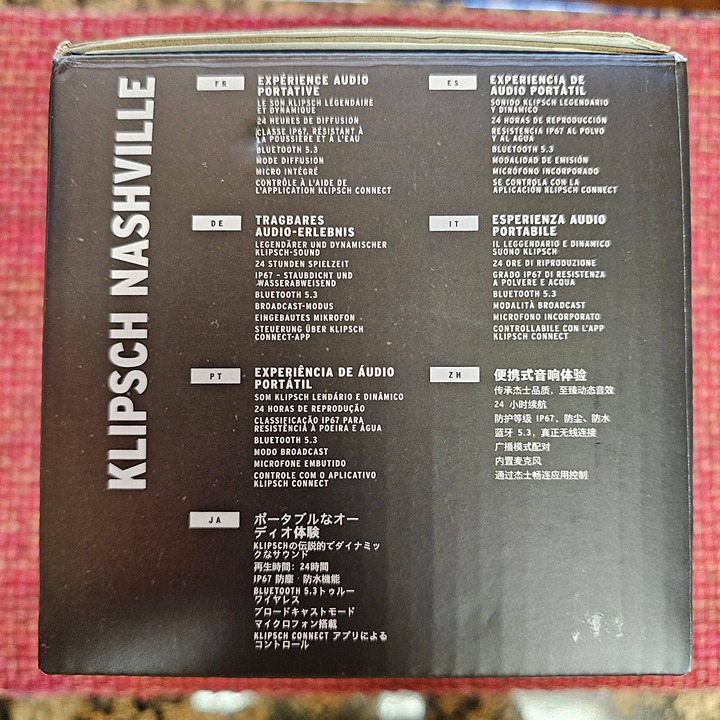 KLIPSCH NASHVILLE
FR
EXPÉRIENCE AUDIO
PORTATIVE
LE SON KLIPSCH LÉGENDAIRE
ET DYNAMIQUE
24 HEURES DE DIFFUSION
CLASSE IP67, RÉSISTANT À
LA POUSSIÈRE ET À L'EAU
BLUETOOTH 5.3
MODE DIFFUSION
MICRO INTÉGRÉ
CONTRÔLE À L'AIDE DE
L'APPLICATION KLIPSCH CONNECT
ES
EXPERIENCIA DE
AUDIO PORTÁTIL
SONIDO KLIPSCH LEGENDARIO
Y DINÁMICO
24 HORAS DE REPRODUCCIÓN
RESISTENCIA IP67 AL POLVO
Y AL AGUA
BLUETOOTH 5.3
MODALIDAD DE EMISIÓN
MICRÓFONO INCORPORADO
SE CONTROLA CON LA
APLICACIÓN KLIPSCH CONNECT
DE
TRAGBARES
AUDIO-ERLEBNIS
LEGENDÄRER UND DYNAMISCHER
KLIPSCH-SOUND
24 STUNDEN SPIELZEIT
IP67 – STAUBDICHT UND
WASSERABWEISEND
BLUETOOTH 5.3
BROADCAST-MODUS
EINGEBAUTES MIKROFON
STEUERUNG ÜBER KLIPSCH
CONNECT-APP
IT
ESPERIENZA AUDIO
PORTABILE
IL LEGGENDARIO E DINAMICO
SUONO KLIPSCH
24 ORE DI RIPRODUZIONE
GRADO IP67 DI RESISTENZA
A POLVERE E ACQUA
BLUETOOTH 5.3
MODALITÀ BROADCAST
MICROFONO INCORPORATO
CONTROLLABILE CON L'APP
KLIPSCH CONNECT
PT
EXPERIÊNCIA DE ÁUDIO
PORTÁTIL
SOM KLIPSCH LENDÁRIO E DINÂMICO
24 HORAS DE REPRODUÇÃO
CLASSIFICAÇÃO IP67 PARA
RESISTÊNCIA À POEIRA E ÁGUA
BLUETOOTH 5.3
MODO BROADCAST
MICROFONE EMBUTIDO
CONTROLE COM O APLICATIVO
KLIPSCH CONNECT
ZH
便携式音响体验
传承杰士品质，至臻动态音效
24 小时续航
防护等级 IP67，防尘、防水
蓝牙 5.3，真正无线连接
广播模式配对
内置麦克风
通过杰士畅连应用控制
JA
ポータブルなオー
ディオ体験
KLIPSCHの伝説的でダイナミッ
クなサウンド
再生時間: 24時間
IP67 防塵・防水機能
BLUETOOTH 5.3トゥルー
ワイヤレス
ブロードキャストモード
マイクロフォン搭載
KLIPSCH CONNECT アプリによる
コントロール